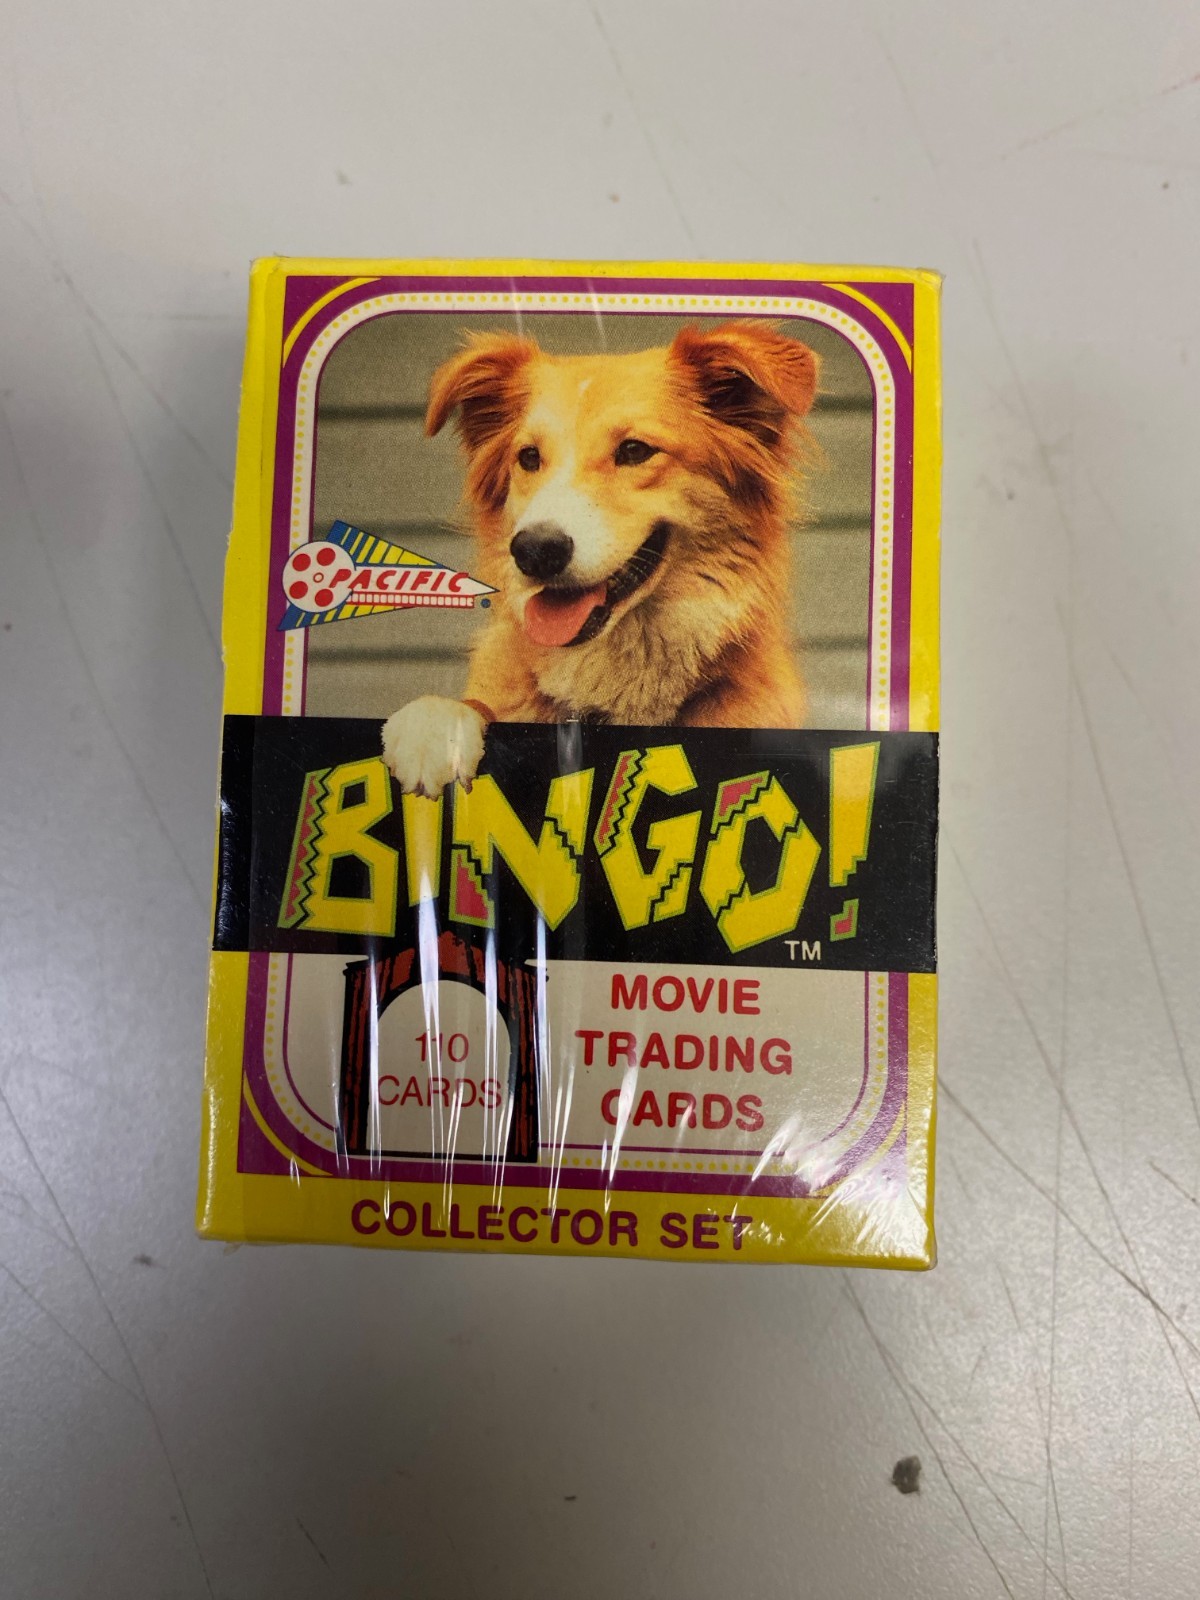 PACIFIC
BINGO!
TM
110
CARDS
MOVIE
TRADING
CARDS
COLLECTOR SET